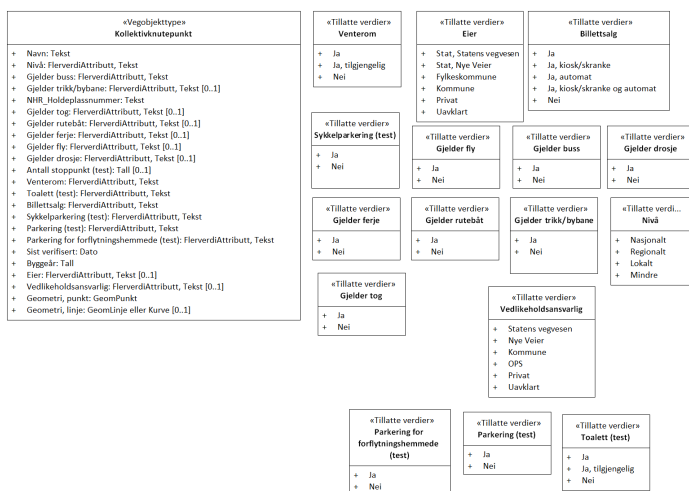 «Vegobjekttype»
Kollektivknutepunkt
+ Navn: Tekst
+ Nivå: FlerverdiAttributt, Tekst
+ Gjelder buss: FlerverdiAttributt, Tekst
+ Gjelder trikk/bybane: FlerverdiAttributt, Tekst [0..1]
+ NHR_Holdeplassnummer: Tekst
+ Gjelder tog: FlerverdiAttributt, Tekst [0..1]
+ Gjelder rutebåt: FlerverdiAttributt, Tekst [0..1]
+ Gjelder ferje: FlerverdiAttributt, Tekst [0..1]
+ Gjelder fly: FlerverdiAttributt, Tekst [0..1]
+ Gjelder drosje: FlerverdiAttributt, Tekst [0..1]
+ Antall stoppunkt (test): Tall [0..1]
+ Venterom: FlerverdiAttributt, Tekst
+ Toalett (test): FlerverdiAttributt, Tekst
+ Billettsalg: FlerverdiAttributt, Tekst
+ Sykkelparkering (test): FlerverdiAttributt, Tekst
+ Parkering (test): FlerverdiAttributt, Tekst
+ Parkering for forflytningshemmede (test): FlerverdiAttributt, Tekst
+ Sist verifisert: Dato
+ Byggeår: Tall
+ Eier: FlerverdiAttributt, Tekst [0..1]
+ Vedlikeholdsansvarlig: FlerverdiAttributt, Tekst [0..1]
+ Geometri, punkt: GeomPunkt
+ Geometri, linje: GeomLinje eller Kurve [0..1]
«Tillatte verdier»
Venterom
+ Ja
+ Ja, tilgjengelig
+ Nei
«Tillatte verdier»
Eier
+ Stat, Statens vegvesen
+ Stat, Nye Veier
+ Fylkeskommune
+ Kommune
+ Privat
+ Uavklart
«Tillatte verdier»
Billettsalg
+ Ja
+ Ja, kiosk/skranke
+ Ja, automat
+ Ja, kiosk/skranke og automat
+ Nei
«Tillatte verdier»
Sykkelparkering (test)
+ Ja
+ Nei
«Tillatte verdier»
Gjelder fly
+ Ja
+ Nei
«Tillatte verdier»
Gjelder buss
+ Ja
+ Nei
«Tillatte verdier»
Gjelder drosje
+ Ja
+ Nei
«Tillatte verdier»
Gjelder ferje
+ Ja
+ Nei
«Tillatte verdier»
Gjelder rutebåt
+ Ja
+ Nei
«Tillatte verdier»
Gjelder trikk/bybane
+ Ja
+ Nei
«Tillatte verdi...
Nivå
+ Nasjonalt
+ Regionalt
+ Lokalt
+ Mindre
«Tillatte verdier»
Gjelder tog
+ Ja
+ Nei
«Tillatte verdier»
Vedlikeholdsansvarlig
+ Statens vegvesen
+ Nye Veier
+ Kommune
+ OPS
+ Privat
+ Uavklart
«Tillatte verdier»
Parkering for
forflytningshemmede
(test)
+ Ja
+ Nei
«Tillatte verdier»
Parkering (test)
+ Ja
+ Nei
«Tillatte verdier»
Toalett (test)
+ Ja
+ Ja, tilgjengelig
+ Nei